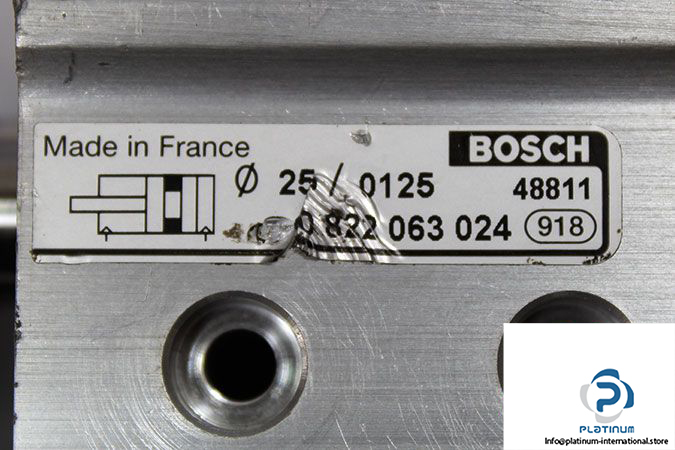 Made in France
BOSCH
Ø 25 / 0125 48811
0 822 063 024 918
PLATINUM
Info@platinum-international.store